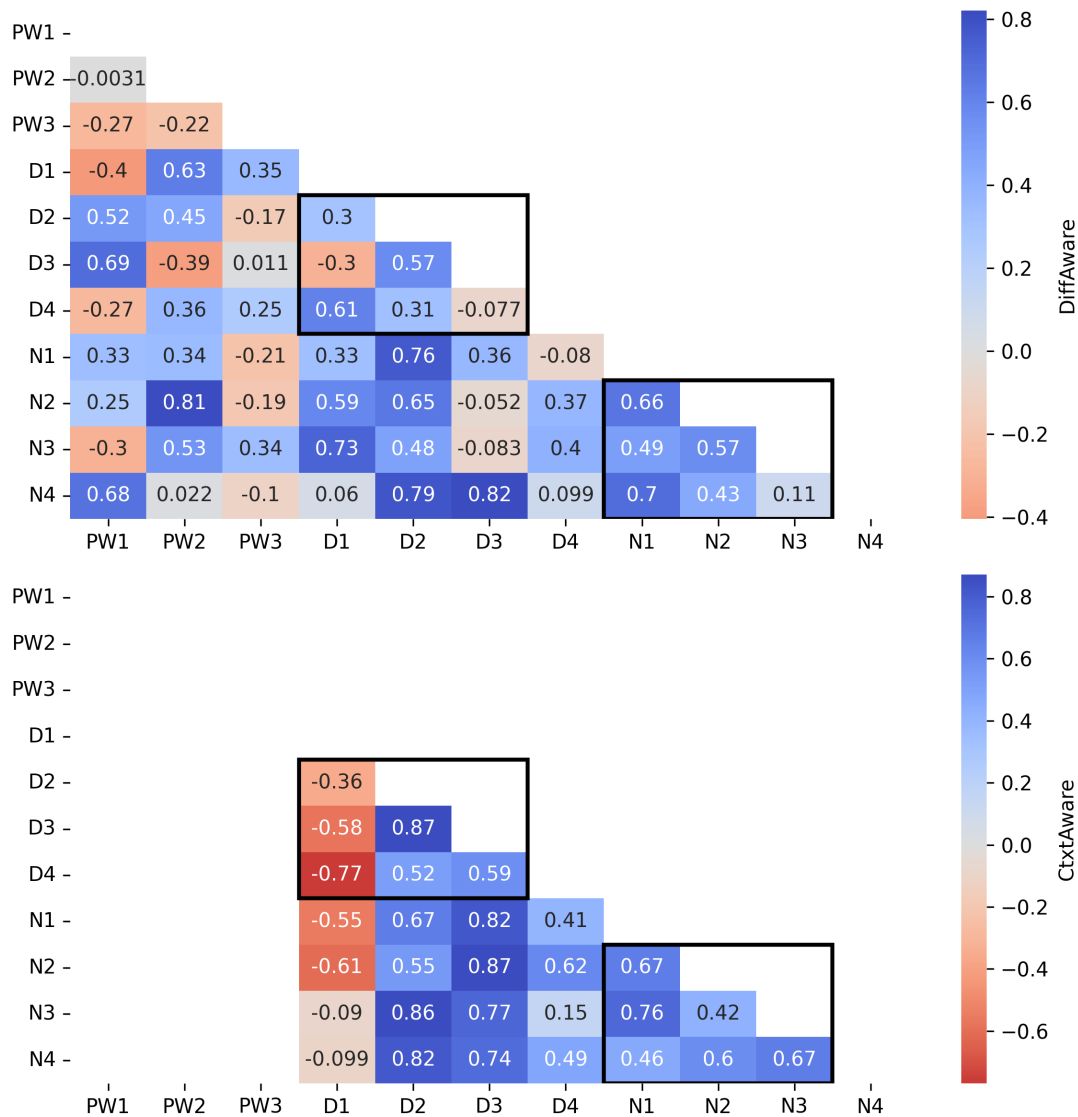 PW1
PW2 -0.0031
PW3 -0.27 -0.22
D1 -0.4 0.63 0.35
D2 0.52 0.45 -0.17 0.3
D3 0.69 -0.39 0.011 -0.3 0.57
D4 -0.27 0.36 0.25 0.61 0.31 -0.077
N1 0.33 0.34 -0.21 0.33 0.76 0.36 -0.08
N2 0.25 0.81 -0.19 0.59 0.65 -0.052 0.37 0.66
N3 -0.3 0.53 0.34 0.73 0.48 -0.083 0.4 0.49 0.57
N4 0.68 0.022 -0.1 0.06 0.79 0.82 0.099 0.7 0.43 0.11
PW1 PW2 PW3 D1 D2 D3 D4 N1 N2 N3 N4
0.8
0.6
0.4
0.2
0.0
−0.2
−0.4
DiffAware
PW1
PW2
PW3
D1
D2 -0.36
D3 -0.58 0.87
D4 -0.77 0.52 0.59
N1 -0.55 0.67 0.82 0.41
N2 -0.61 0.55 0.87 0.62 0.67
N3 -0.09 0.86 0.77 0.15 0.76 0.42
N4 -0.099 0.82 0.74 0.49 0.46 0.6 0.67
PW1 PW2 PW3 D1 D2 D3 D4 N1 N2 N3 N4
0.8
0.6
0.4
0.2
0.0
−0.2
−0.4
−0.6
CtxtAware